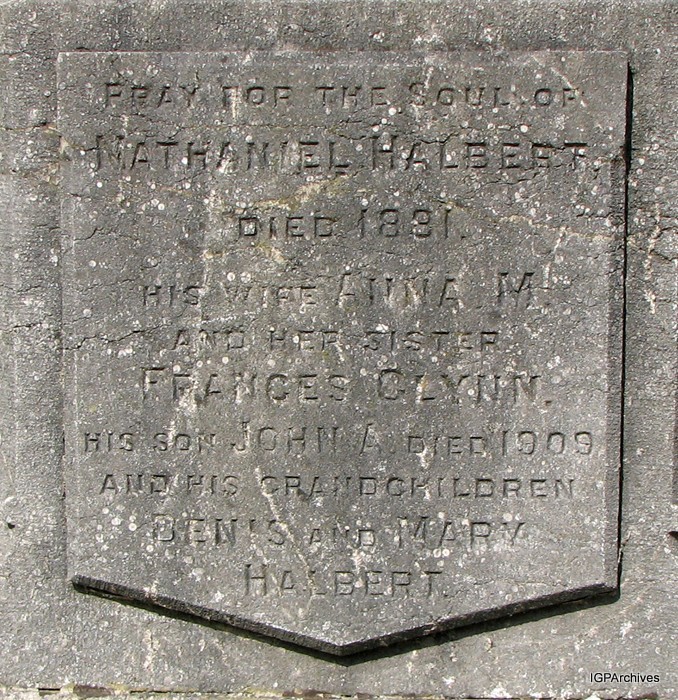 PRAY FOR THE SOUL OF
NATHANIEL HALBERT.
DIED 1881.
HIS WIFE ANNA M.
AND HER SISTER
FRANCES GLYNN.
HIS SON JOHN A. DIED 1909
AND HIS GRANDCHILDREN
DENIS AND MARY
HALBERT.
IGPArchives